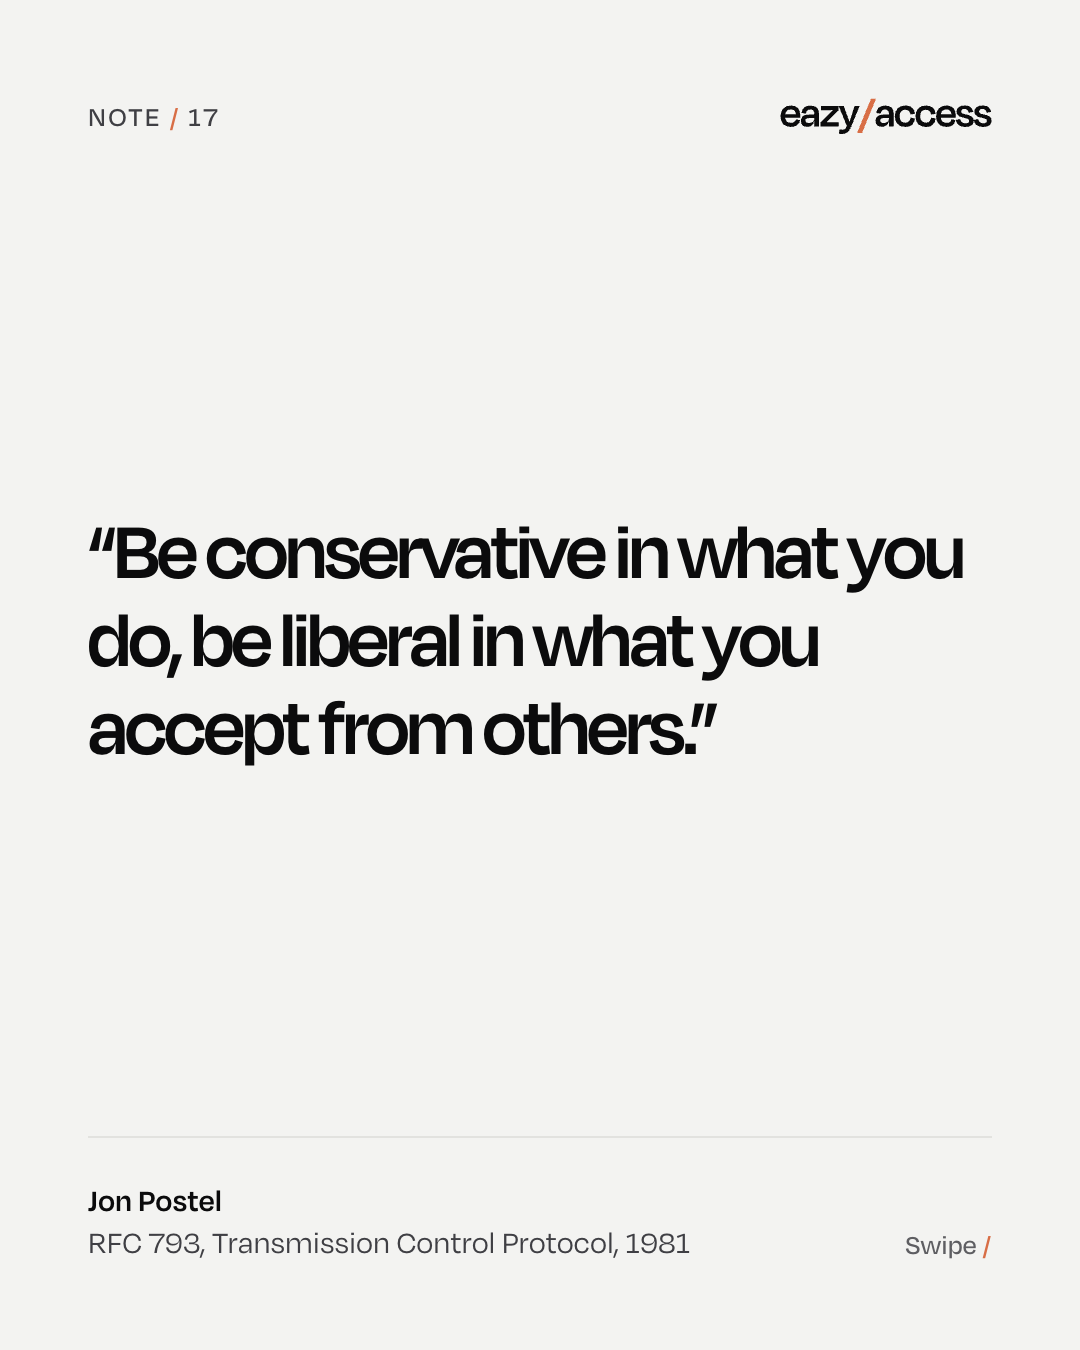 NOTE / 17
eazy/access
“Be conservative in what you
do, be liberal in what you
accept from others.”
Jon Postel
RFC 793, Transmission Control Protocol, 1981
Swipe /